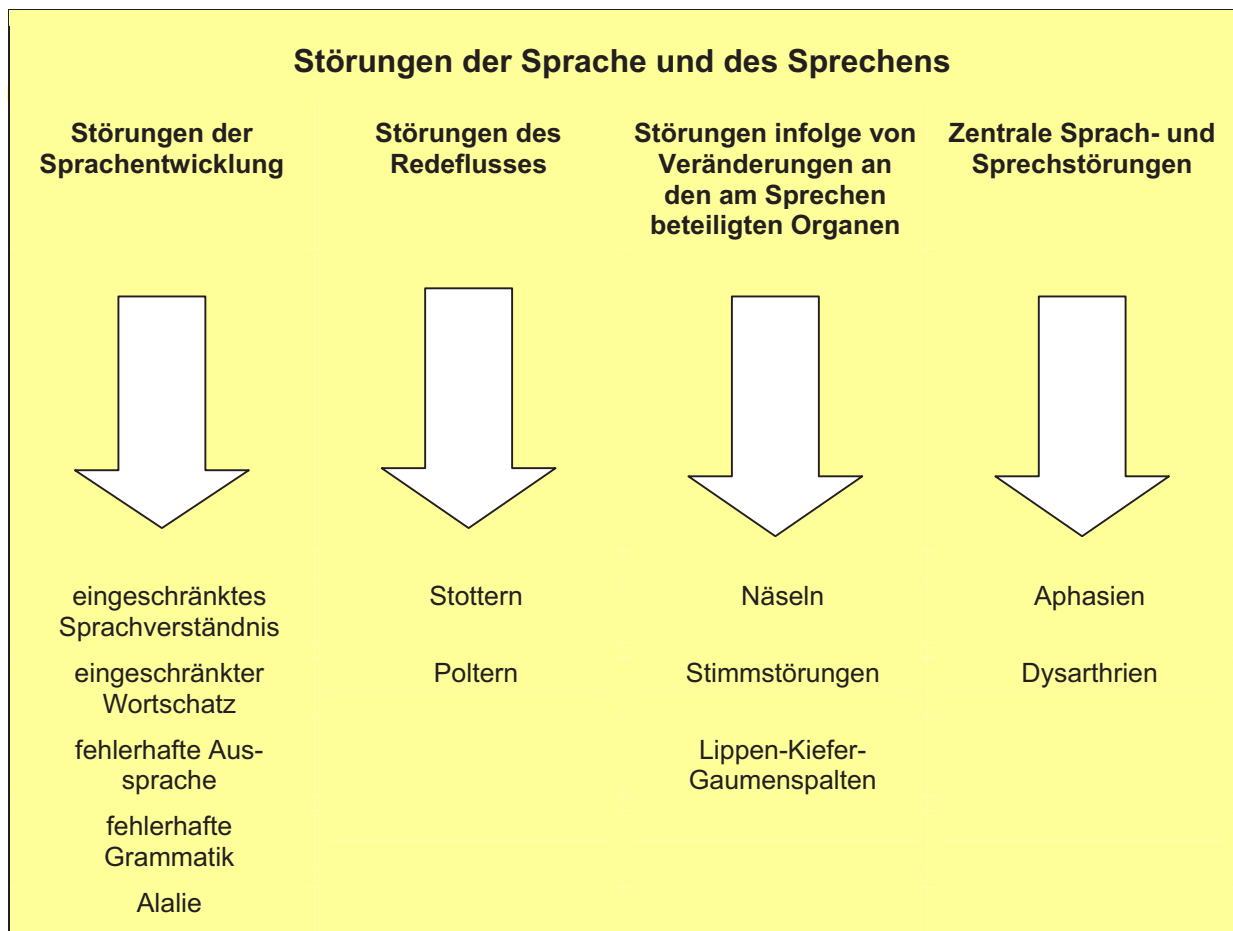 Störungen der Sprache und des Sprechens
Störungen der
Sprachentwicklung
Störungen des
Redeflusses
Störungen infolge von
Veränderungen an
den am Sprechen
beteiligten Organen
Zentrale Sprach- und
Sprechstörungen
eingeschränktes
Sprachverständnis
Stottern
Näseln
Aphasien
eingeschränkter
Wortschatz
Poltern
Stimmstörungen
Dysarthrien
fehlerhafte Aus-
sprache
Lippen-Kiefer-
Gaumenspalten
fehlerhafte
Grammatik
Alalie